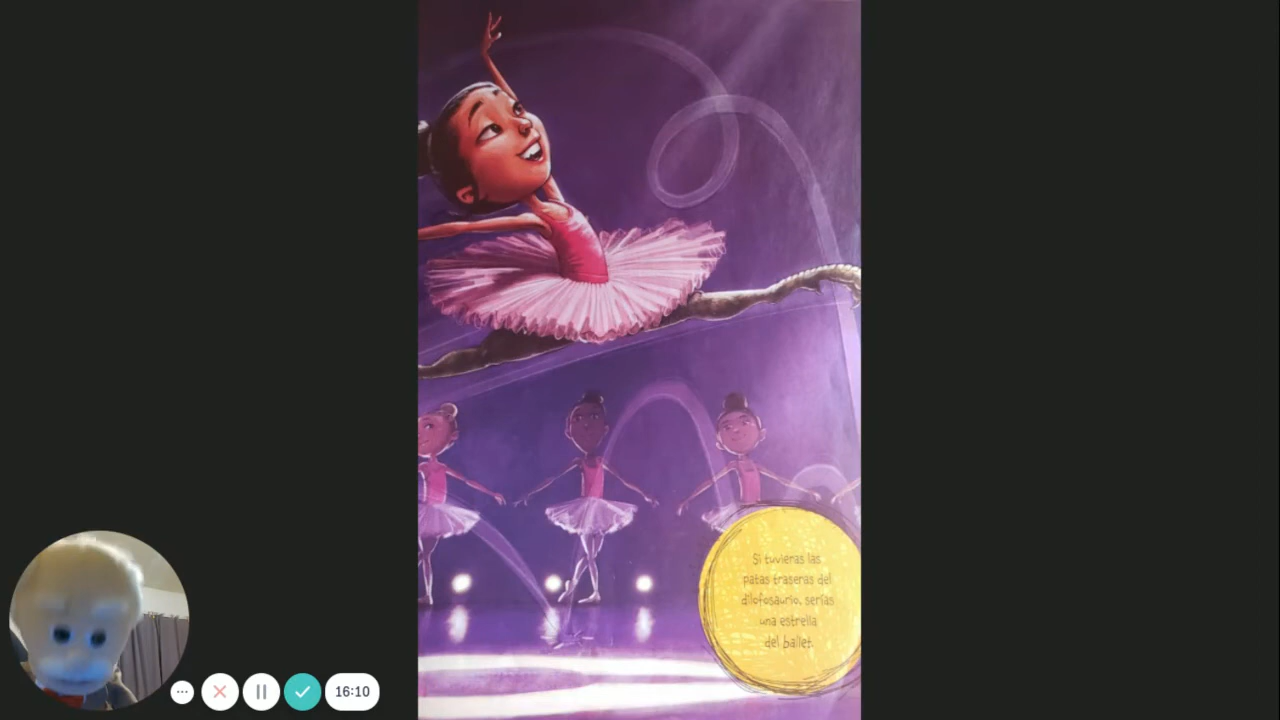 Si tuvieras las
patas traseras del
dilofosaurio, serías
una estrella
del ballet.
16:10